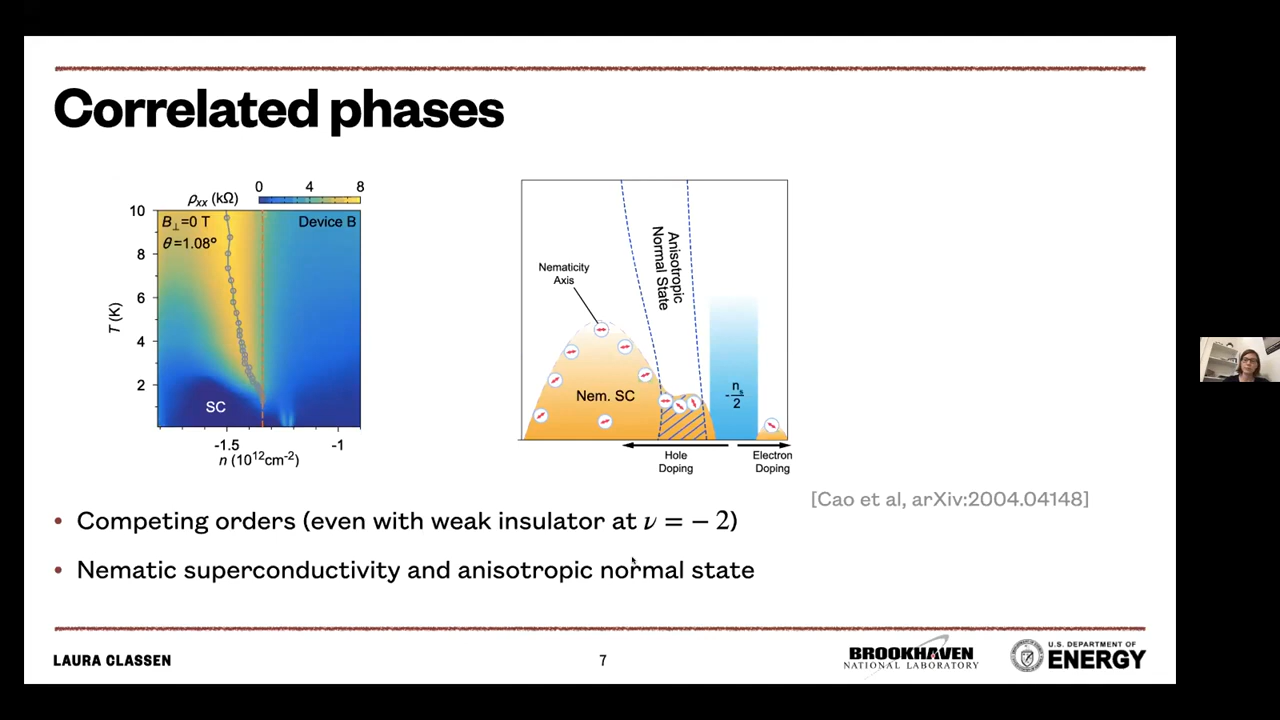 Correlated phases
ρxx (kΩ)
0 4 8
B⊥=0 T
Device B
θ=1.08°
10
8
6
4
2
T (K)
SC
-1.5 -1
n (10¹²cm⁻²)
Nematicity
Axis
Anisotropic
Normal State
Nem. SC
-nₛ/2
Hole
Doping
Electron
Doping
[Cao et al, arXiv:2004.04148]
• Competing orders (even with weak insulator at ν = − 2)
• Nematic superconductivity and anisotropic normal state
LAURA CLASSEN
7
BROOKHAVEN
NATIONAL LABORATORY
U.S. DEPARTMENT OF
ENERGY